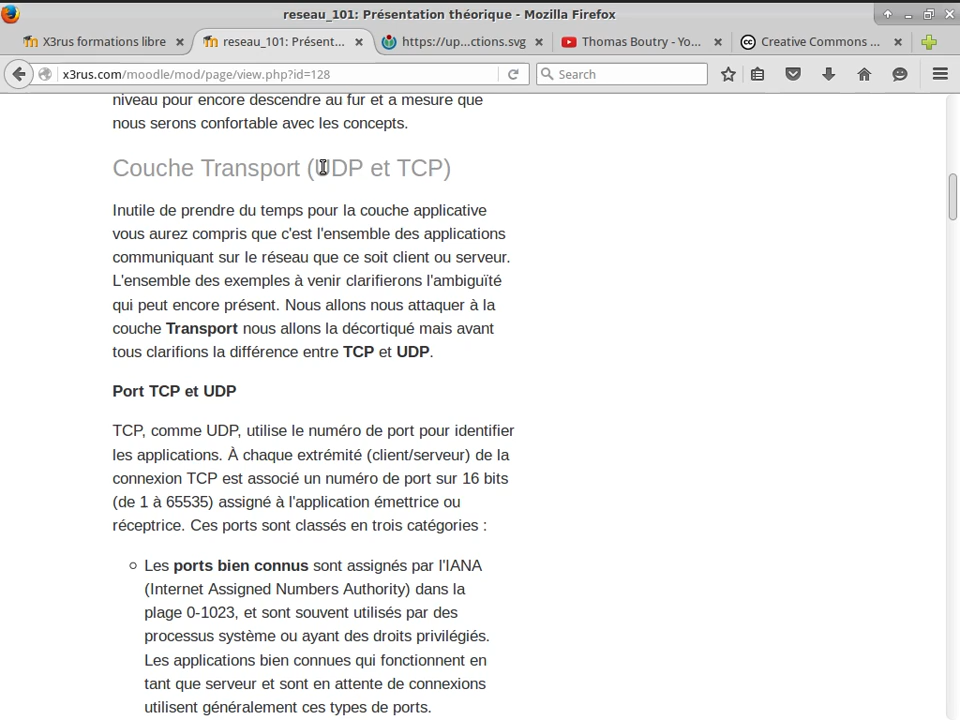 reseau_101: Présentation théorique - Mozilla Firefox
X3rus formations libre
reseau_101: Présent...
https://up...ctions.svg
Thomas Boutry - Yo...
Creative Commons ...
x3rus.com/moodle/mod/page/view.php?id=128
Search
niveau pour encore descendre au fur et a mesure que
nous serons confortable avec les concepts.
Couche Transport (UDP et TCP)
Inutile de prendre du temps pour la couche applicative
vous aurez compris que c'est l'ensemble des applications
communiquant sur le réseau que ce soit client ou serveur.
L'ensemble des exemples à venir clarifierons l'ambiguïté
qui peut encore présent. Nous allons nous attaquer à la
couche Transport nous allons la décortiqué mais avant
tous clarifions la différence entre TCP et UDP.
Port TCP et UDP
TCP, comme UDP, utilise le numéro de port pour identifier
les applications. À chaque extrémité (client/serveur) de la
connexion TCP est associé un numéro de port sur 16 bits
(de 1 à 65535) assigné à l'application émettrice ou
réceptrice. Ces ports sont classés en trois catégories :
Les ports bien connus sont assignés par l'IANA
(Internet Assigned Numbers Authority) dans la
plage 0-1023, et sont souvent utilisés par des
processus système ou ayant des droits privilégiés.
Les applications bien connues qui fonctionnent en
tant que serveur et sont en attente de connexions
utilisent généralement ces types de ports.